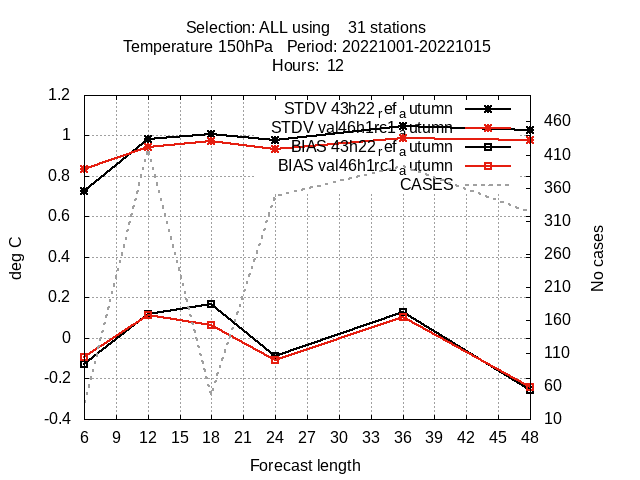 Selection: ALL using 31 stations
Temperature 150hPa Period: 20221001-20221015
Hours: 12
1.2
1
0.8
0.6
0.4
0.2
0
-0.2
-0.4
deg C
STDV 43h22_ref_autumn
STDV val46h1rc1_autumn
BIAS 43h22_ref_autumn
BIAS val46h1rc1_autumn
CASES
460
410
360
310
260
210
160
110
60
10
No cases
6 9 12 15 18 21 24 27 30 33 36 39 42 45 48
Forecast length